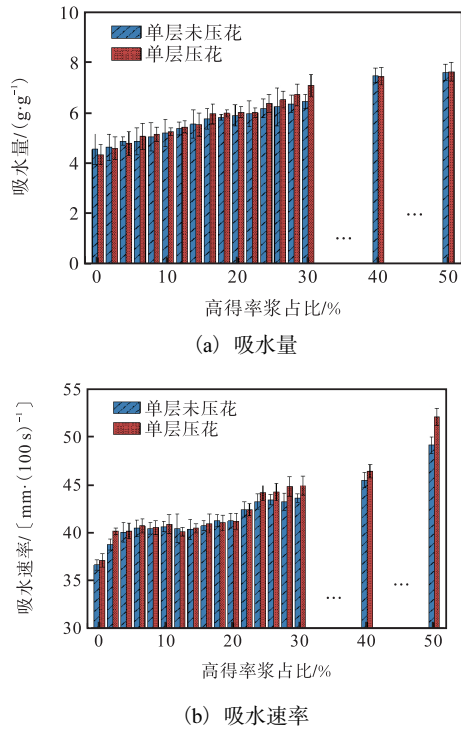 10
8
6
4
2
0
吸水量/(g·g⁻¹)
单层未压花
单层压花
...
...
0 10 20 30 40 50
高得率浆占比/%
(a) 吸水量
55
50
45
40
35
30
吸水速率/〔mm·(100 s)⁻¹〕
单层未压花
单层压花
...
...
0 10 20 30 40 50
高得率浆占比/%
(b) 吸水速率